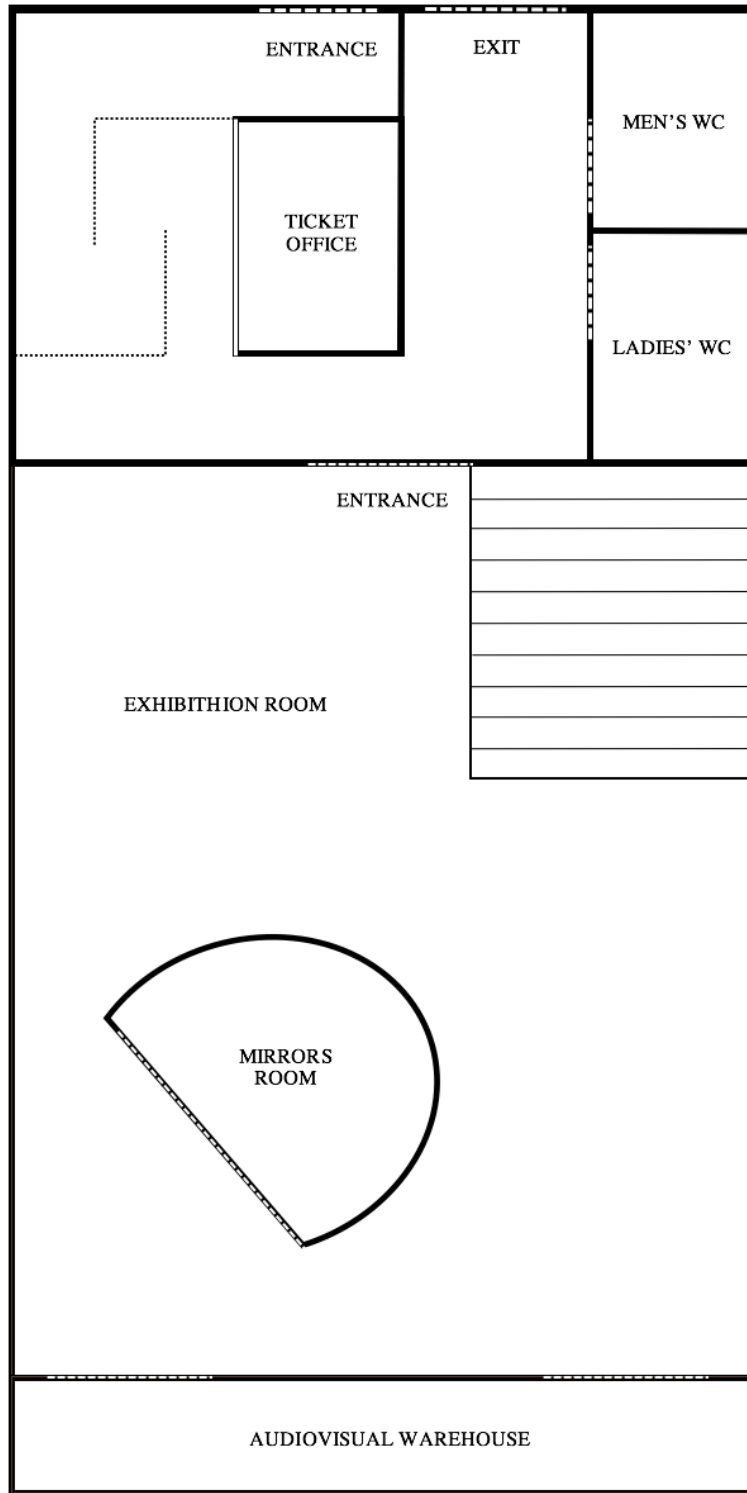 ENTRANCE
EXIT
MEN'S WC
TICKET
OFFICE
LADIES' WC
ENTRANCE
EXHIBITHION ROOM
MIRRORS
ROOM
AUDIOVISUAL WAREHOUSE